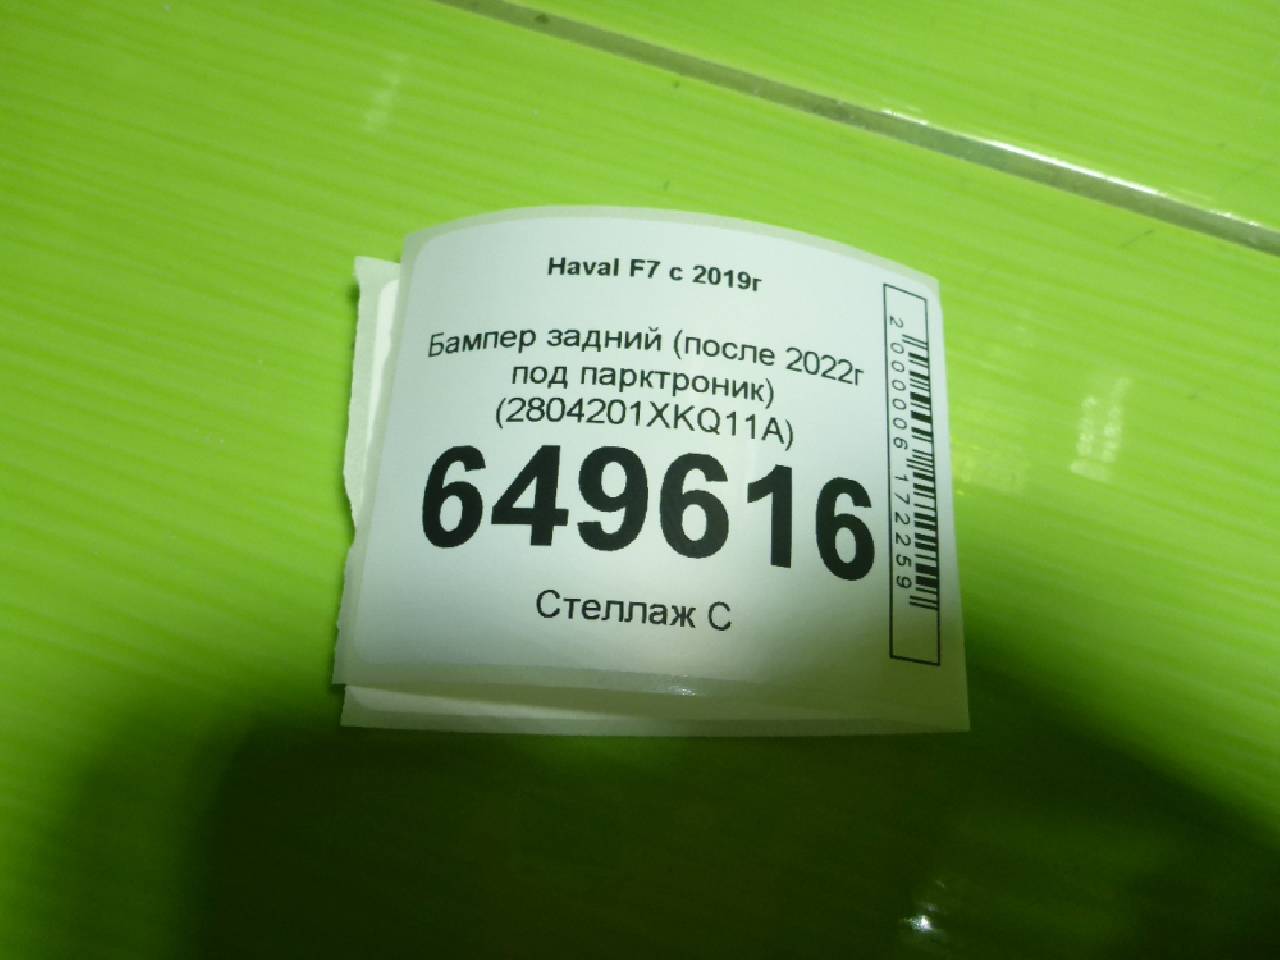 Haval F7 с 2019г
Бампер задний (после 2022г
под парктроник)
(2804201XKQ11A)
649616
Стеллаж С
2000006172259